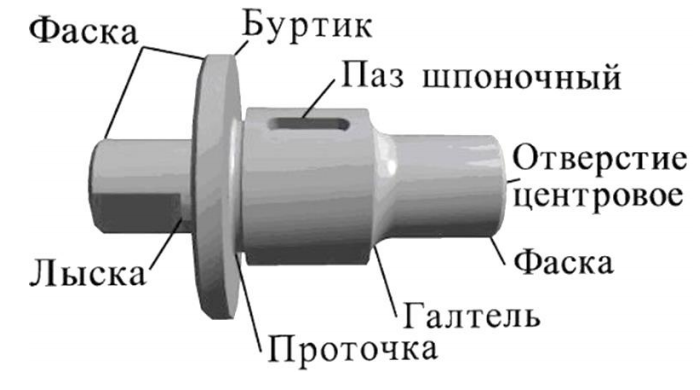 Фаска
Буртик
Паз шпоночный
Отверстие
центровое
Лыска
Фаска
Галтель
Проточка